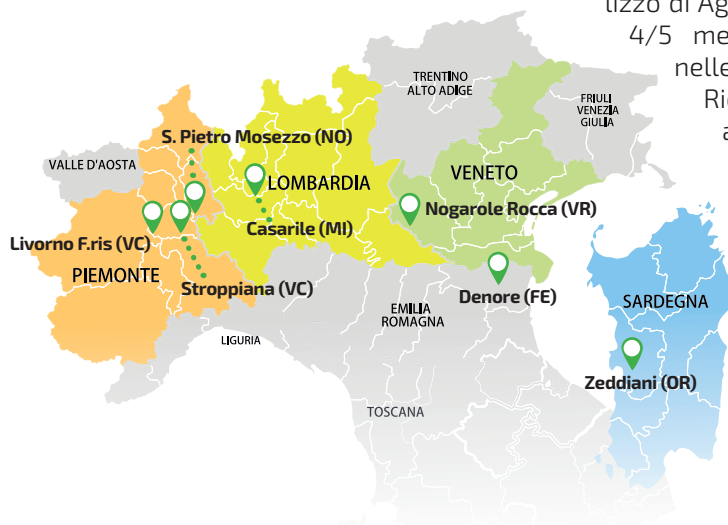 lizzo di Ag
4/5 me
nelle
Ri
a
TRENTINO
ALTO ADIGE
FRIULI
VENEZIA
GIULIA
S. Pietro Mosezzo (NO)
VALLE D'AOSTA
LOMBARDIA
VENETO
Nogarole Rocca (VR)
Casarile (MI)
Livorno F.ris (VC)
PIEMONTE
Stroppiana (VC)
Denore (FE)
SARDEGNA
EMILIA
ROMAGNA
LIGURIA
Zeddiani (OR)
TOSCANA